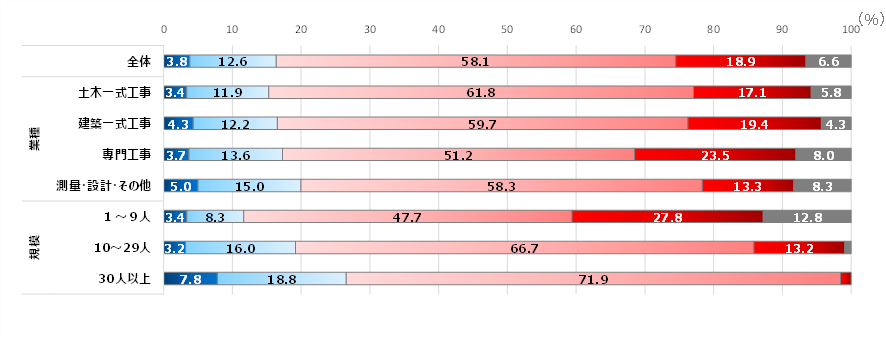 (%)
0 10 20 30 40 50 60 70 80 90 100
全体 3.8 12.6 58.1 18.9 6.6
業種
土木一式工事 3.4 11.9 61.8 17.1 5.8
建築一式工事 4.3 12.2 59.7 19.4 4.3
専門工事 3.7 13.6 51.2 23.5 8.0
測量･設計･その他 5.0 15.0 58.3 13.3 8.3
規模
１～９人 3.4 8.3 47.7 27.8 12.8
10～29人 3.2 16.0 66.7 13.2
30人以上 7.8 18.8 71.9